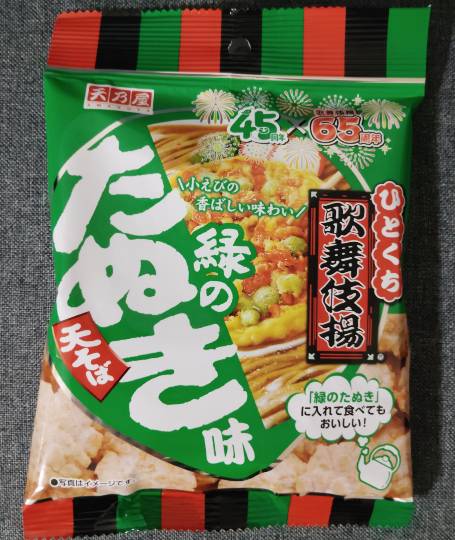 天乃屋
45周年×65周年
\小えびの
香ばしい味わい/
緑の
たぬき味
天そば
ひとくち
歌舞伎揚
「緑のたぬき」
に入れて食べても
おいしい!
●写真はイメージです